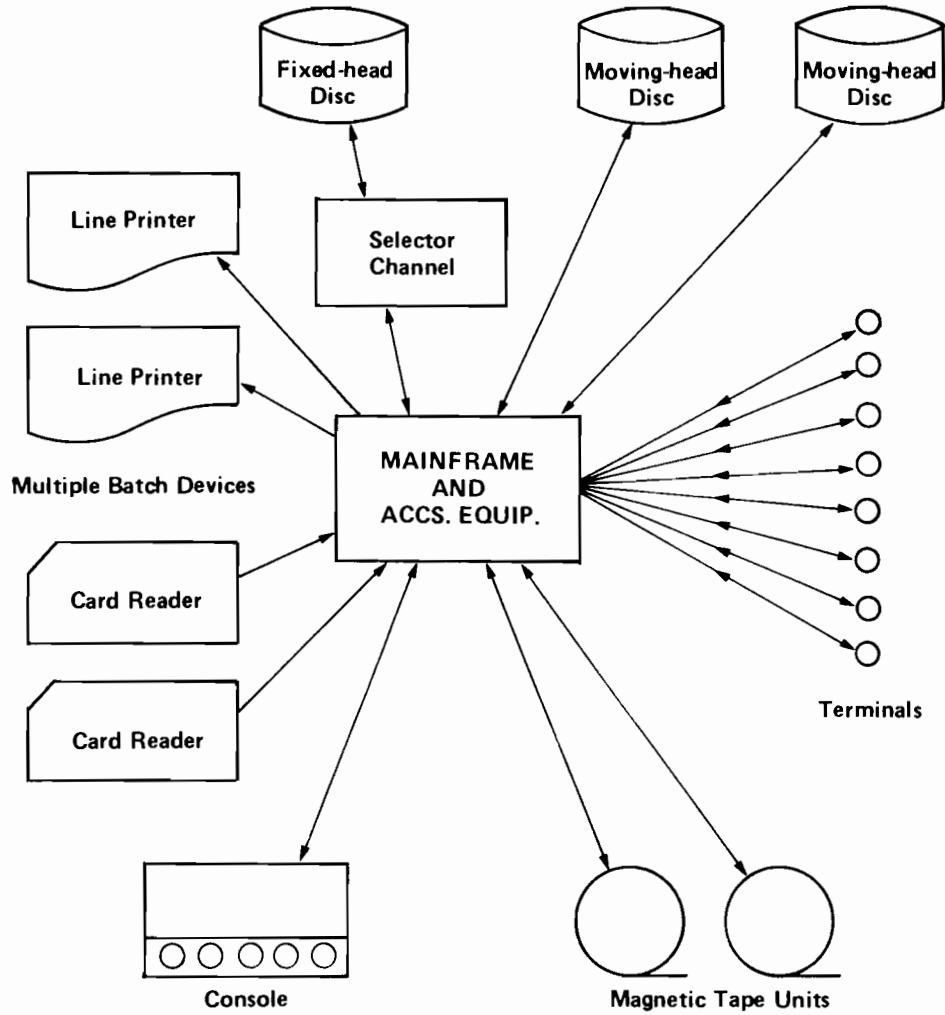 Fixed-head
Disc
Moving-head
Disc
Moving-head
Disc
Line Printer
Selector
Channel
Line Printer
MAINFRAME
AND
ACCS. EQUIP.
Multiple Batch Devices
Card Reader
Card Reader
Terminals
Console
Magnetic Tape Units